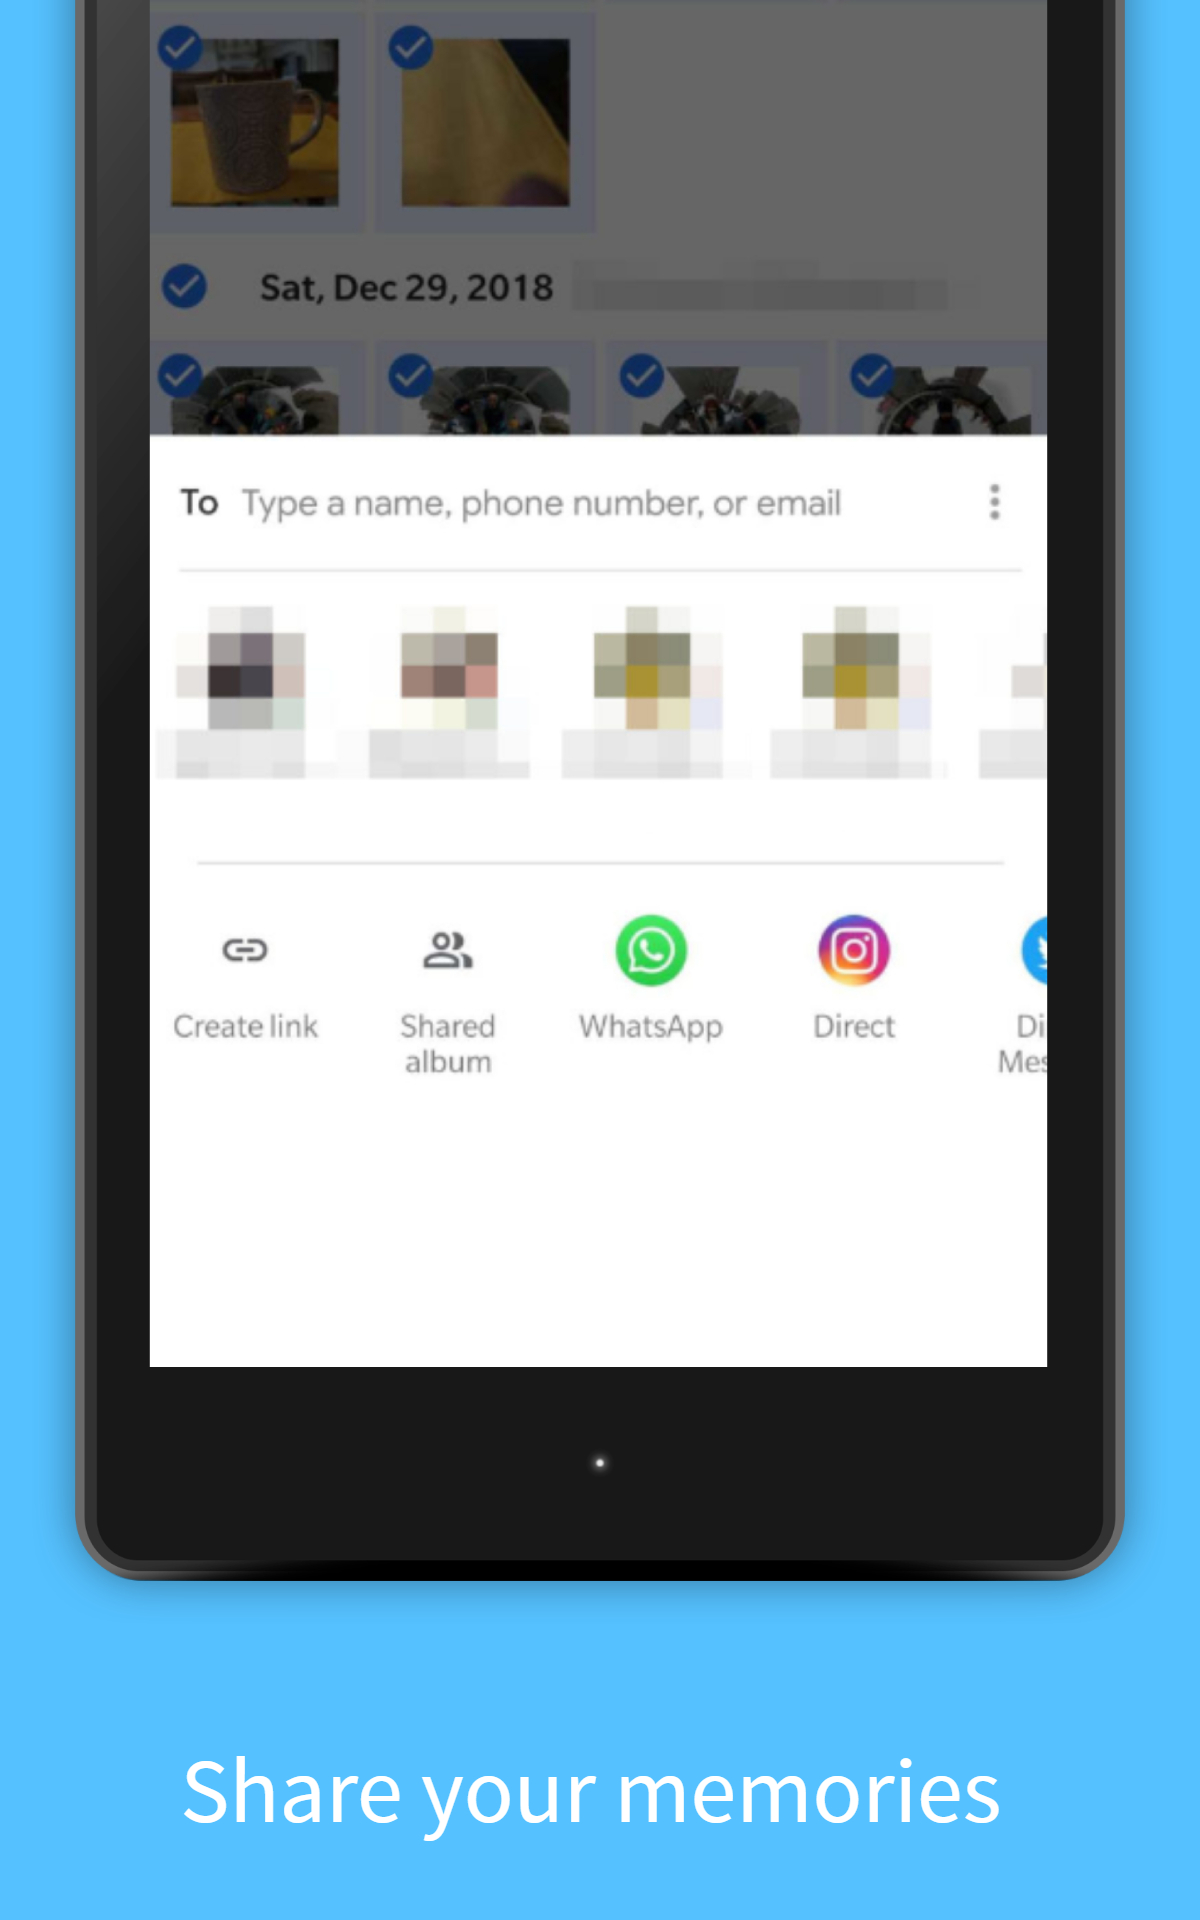 Sat, Dec 29, 2018
To Type a name, phone number, or email
Create link
Shared
album
WhatsApp
Direct
Di
Mes
Share your memories